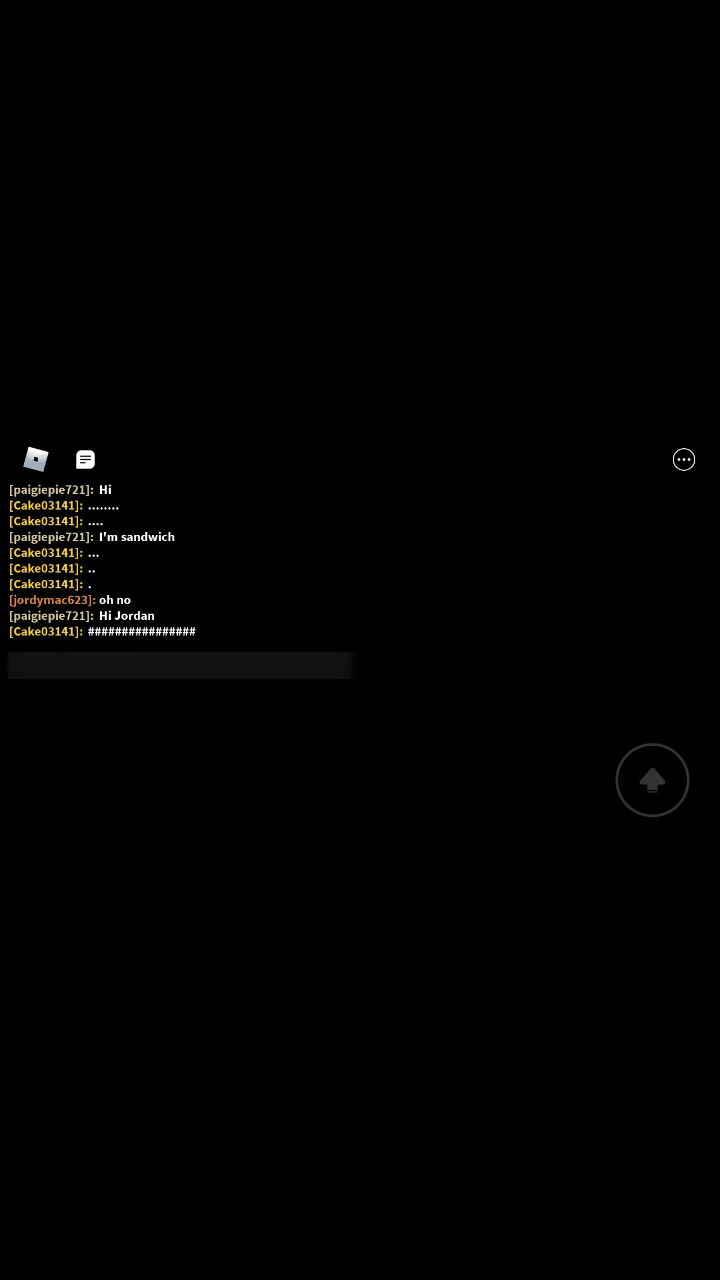 [paigiepie721]: Hi
[Cake03141]: ........
[Cake03141]: ....
[paigiepie721]: I'm sandwich
[Cake03141]: ...
[Cake03141]: ..
[Cake03141]: .
[jordymac623]: oh no
[paigiepie721]: Hi Jordan
[Cake03141]: ################